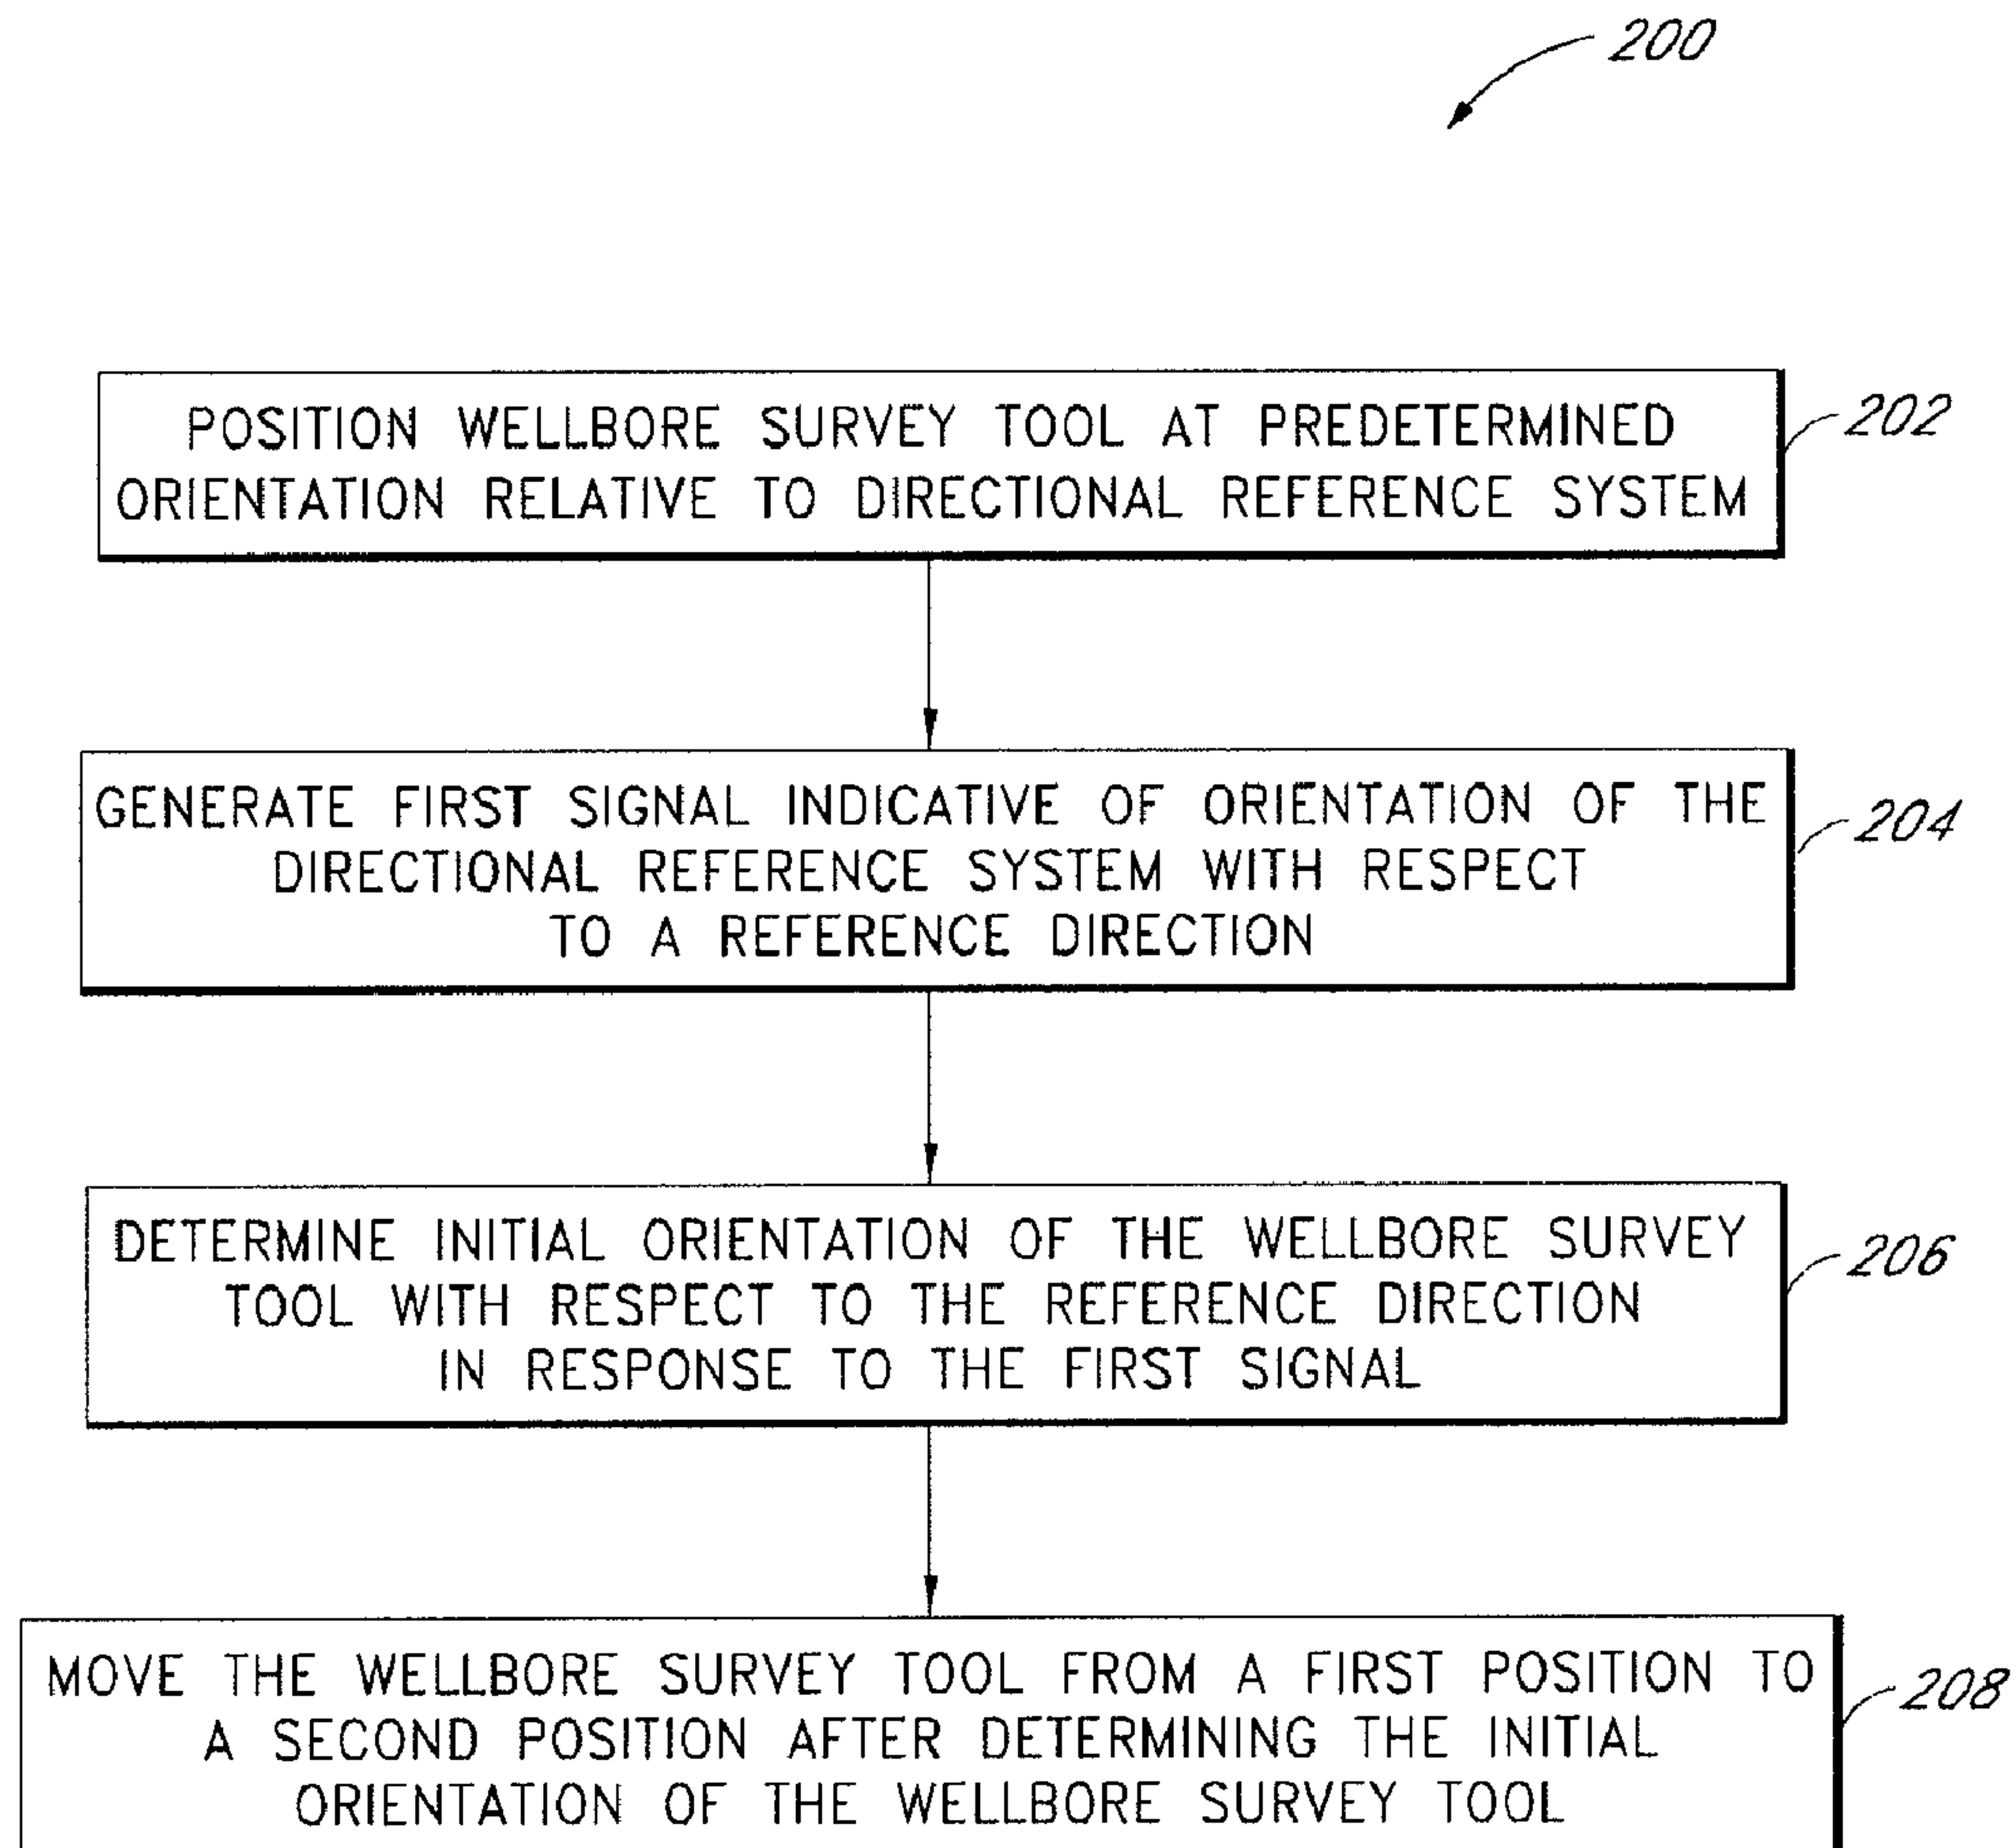 200
POSITION WELLBORE SURVEY TOOL AT PREDETERMINED
ORIENTATION RELATIVE TO DIRECTIONAL REFERENCE SYSTEM
202
GENERATE FIRST SIGNAL INDICATIVE OF ORIENTATION OF THE
DIRECTIONAL REFERENCE SYSTEM WITH RESPECT
TO A REFERENCE DIRECTION
204
DETERMINE INITIAL ORIENTATION OF THE WELLBORE SURVEY
TOOL WITH RESPECT TO THE REFERENCE DIRECTION
IN RESPONSE TO THE FIRST SIGNAL
206
MOVE THE WELLBORE SURVEY TOOL FROM A FIRST POSITION TO
A SECOND POSITION AFTER DETERMINING THE INITIAL
ORIENTATION OF THE WELLBORE SURVEY TOOL
208